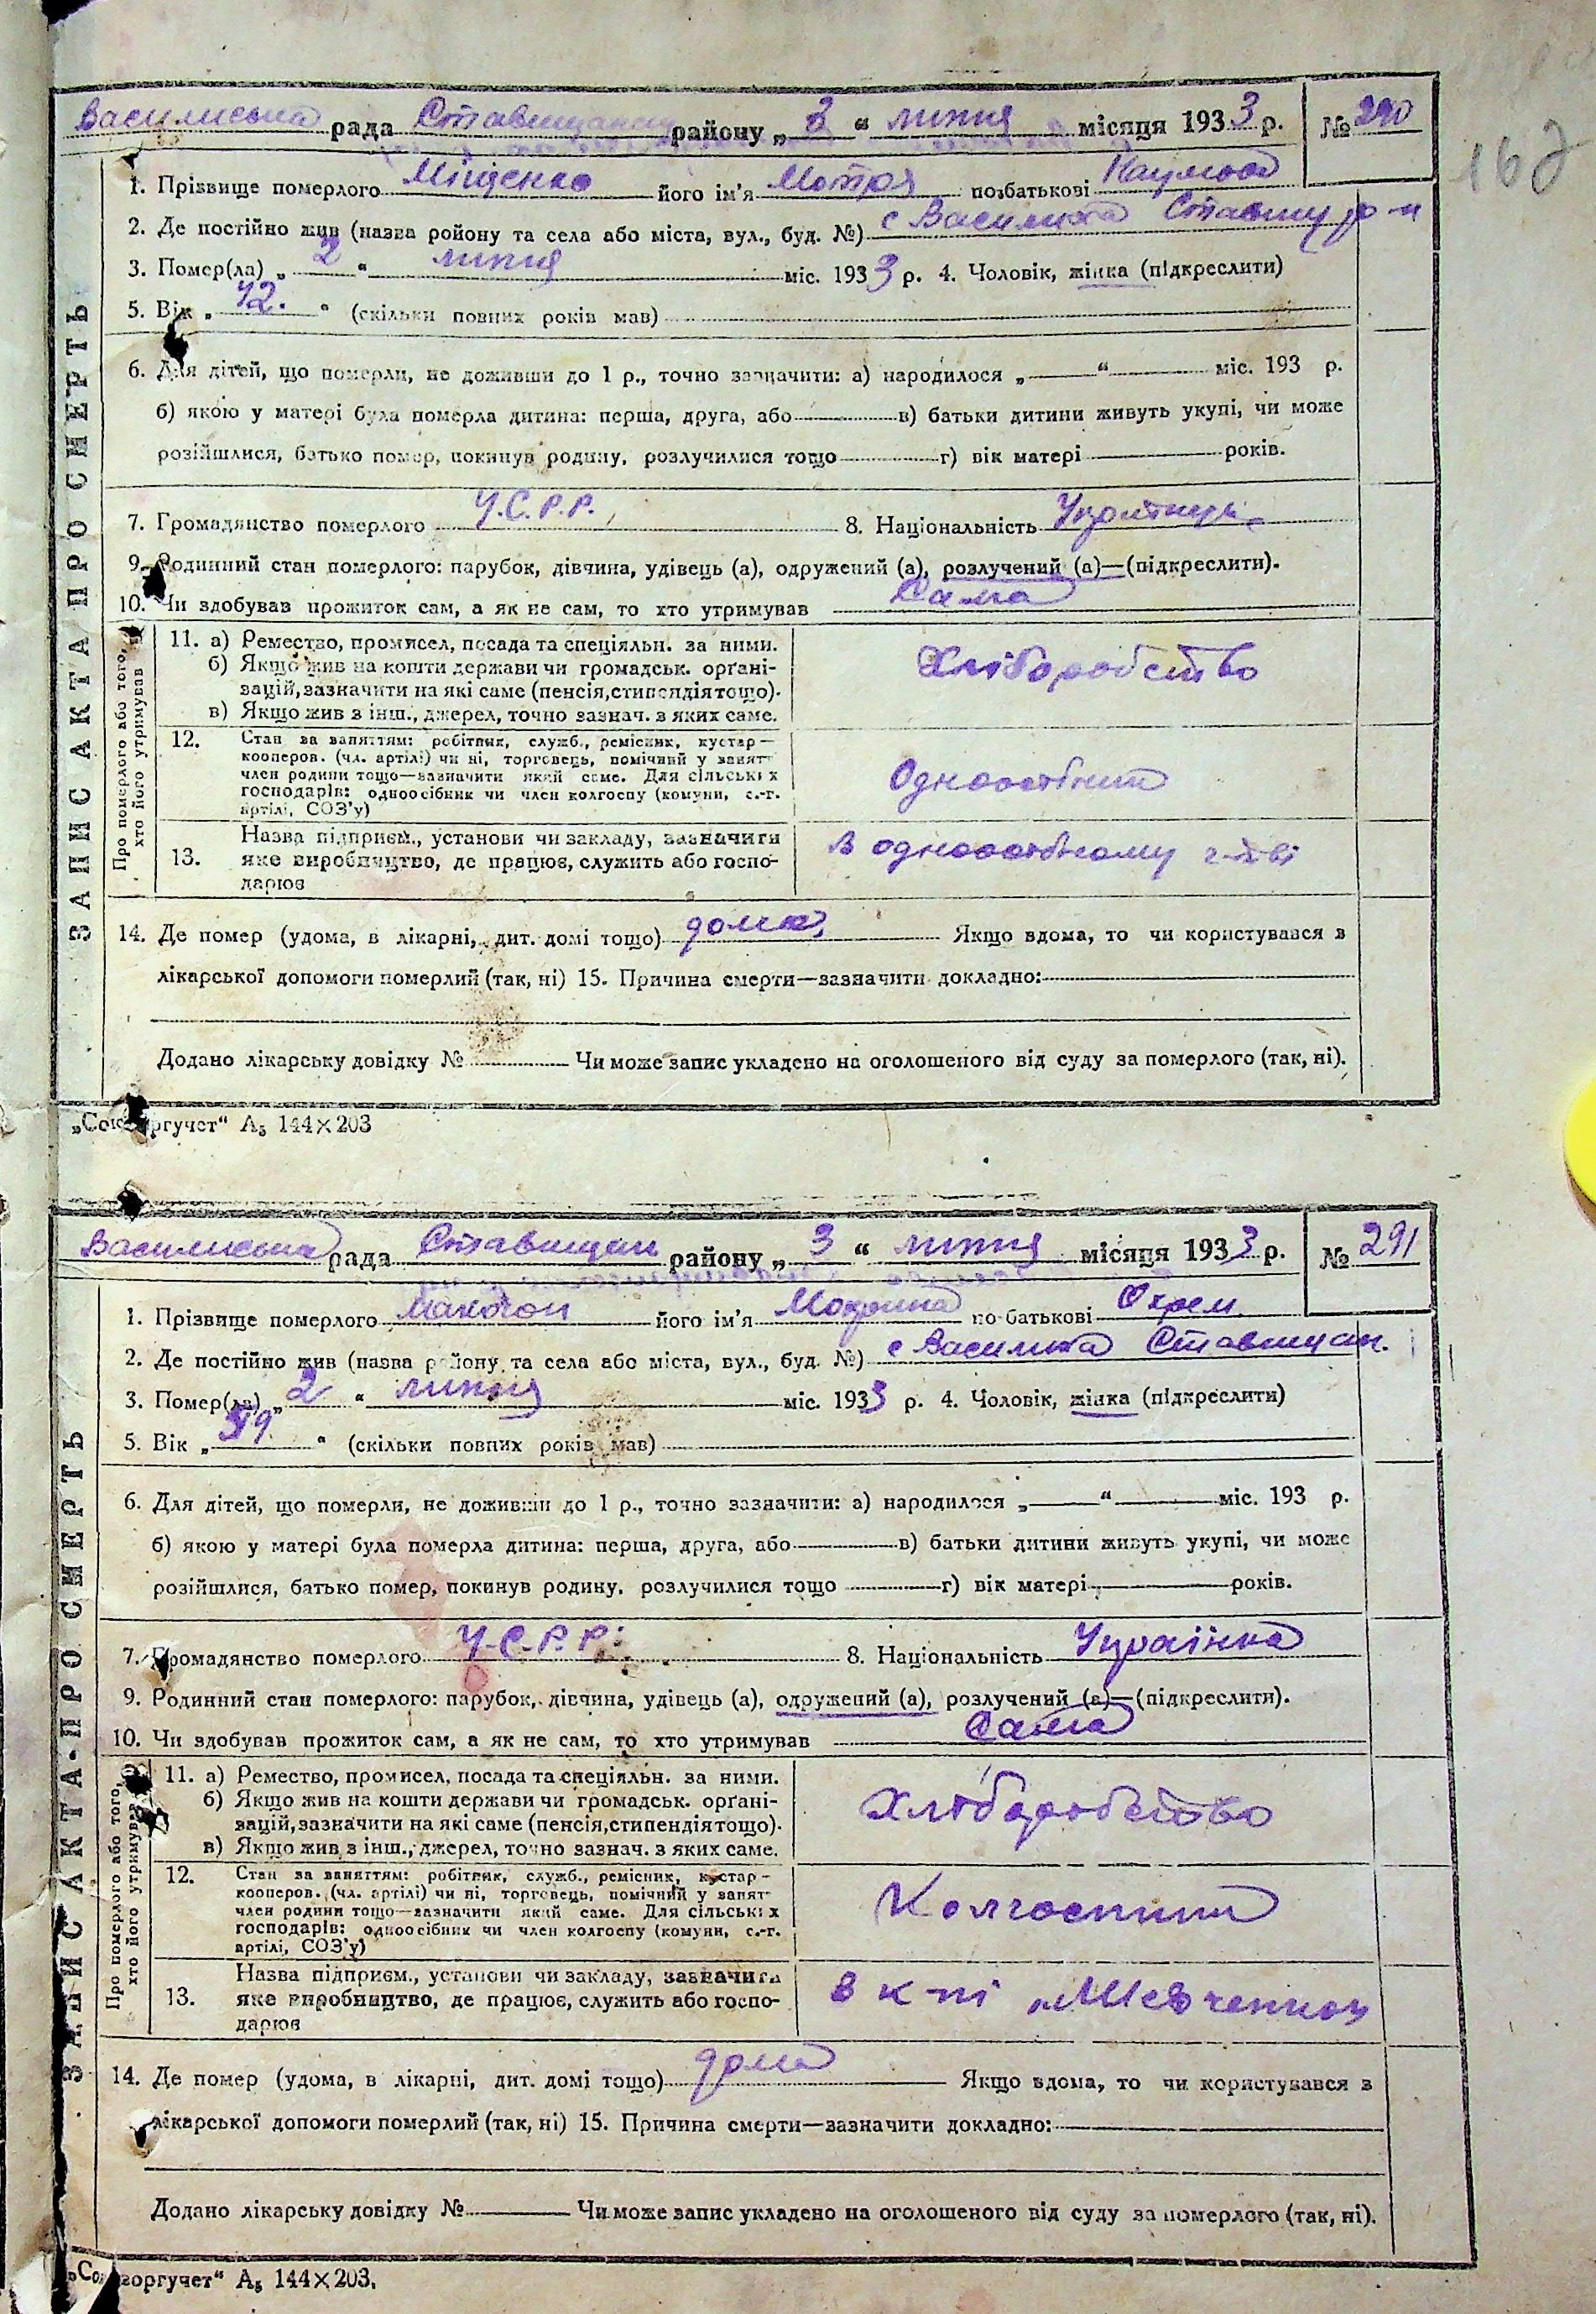 рада района „ 3 “ липня місяця 1933 р. № 290
162
1. Прізвище померлого Міщенко його ім’я Мотря по-батькові
2. Де постійно жив (назва ройону та села або міста, вул., буд. №) с Василиха
3. Помер(ла) „ 2 “ липня міс. 1933 р. 4. Чоловік, жінка (підкреслити)
5. Вік „ 42. “ (скільки повних років мав)
6. Для дітей, що померли, не доживши до 1 р., точно зазначити: а) народилося „ “ міс. 193 р.
б) якою у матері була померла дитина: перша, друга, або в) батьки дитини живуть укупі, чи може
розійшлися, батько помер, покинув родину, розлучилися тощо г) вік матері років.
7. Громадянство померлого У.С.Р.Р. 8. Національність
9. Родинний стан померлого: парубок, дівчина, удівець (а), одружений (а), розлучений (а)—(підкреслити).
10. Чи здобував прожиток сам, а як не сам, то хто утримував Сама
ЗАПИС АКТА ПРО СМЕРТЬ
Про померлого або того, хто його утримував
11. а) Ремество, промисел, посада та спеціяльн. за ними.
б) Якщо жив на кошти держави чи громадськ. орґані-
зацій, зазначити на які саме (пенсія, стипендія тощо).
в) Якщо жив з інш., джерел, точно зазнач. з яких саме.
Хліборобство
12. Стан за заняттям: робітник, служб., ремісник, кустар—
кооперов. (чл. артілі) чи ні, торговець, помічний у занят-
член родини тощо—зазначити який саме. Для сільських
господарів: одноосібник чи член колгоспу (комуни, с.-г.
артілі, СОЗ’у)
13. Назва підприєм., установи чи закладу, зазначити
яке виробництво, де працює, служить або госпо-
дарює
14. Де помер (удома, в лікарні, дит. домі тощо) дома, Якщо вдома, то чи користувався в
лікарської допомоги померлий (так, ні) 15. Причина смерти—зазначити докладно:
Додано лікарську довідку № Чи може запис укладено на оголошеного від суду за померлого (так, ні).
„Союзоргучет“ А₅ 144×203
рада Ставищан району „ 3 “ липня місяця 1933 р. № 291
1. Прізвище померлого Макогон його ім’я Мокрина по-батькові Охрем
2. Де постійно жив (назва району та села або міста, вул., буд. №) с Василиха Ставищан.
3. Помер(ла) „ 2 “ липня міс. 1933 р. 4. Чоловік, жінка (підкреслити)
5. Вік „ “ (скільки повних років мав)
6. Для дітей, що померли, не доживши до 1 р., точно зазначити: а) народилося „ “ міс. 193 р.
б) якою у матері була померла дитина: перша, друга, або в) батьки дитини живуть укупі, чи може
розійшлися, батько помер, покинув родину, розлучилися тощо г) вік матері років.
7. Громадянство померлого У.С.Р.Р. 8. Національність Українка
9. Родинний стан померлого: парубок, дівчина, удівець (а), одружений (а), розлучений (а)—(підкреслити).
10. Чи здобував прожиток сам, а як не сам, то хто утримував Сама
ЗАПИС АКТА ПРО СМЕРТЬ
Про померлого або того, хто його утримував
11. а) Ремество, промисел, посада та спеціяльн. за ними.
б) Якщо жив на кошти держави чи громадськ. орґані-
зацій, зазначити на які саме (пенсія, стипендія тощо).
в) Якщо жив з інш., джерел, точно зазнач. з яких саме.
Хліборобство
12. Стан за заняттям: робітник, служб., ремісник, кустар-
кооперов. (чл. артілі) чи ні, торговець, помічний у занят-
член родини тощо—зазначити який саме. Для сільських
господарів: одноосібник чи член колгоспу (комуни, с.-г.
артілі, СОЗ’у)
13. Назва підприєм., установи чи закладу, зазначити
яке виробництво, де працює, служить або госпо-
дарює
в к-пі
14. Де помер (удома, в лікарні, дит. домі тощо) дома Якщо вдома, то чи користувався в
лікарської допомоги померлий (так, ні) 15. Причина смерти—зазначити докладно:
Додано лікарську довідку № Чи може запис укладено на оголошеного від суду за померлого (так, ні).
„Союзоргучет“ А₅ 144×203.